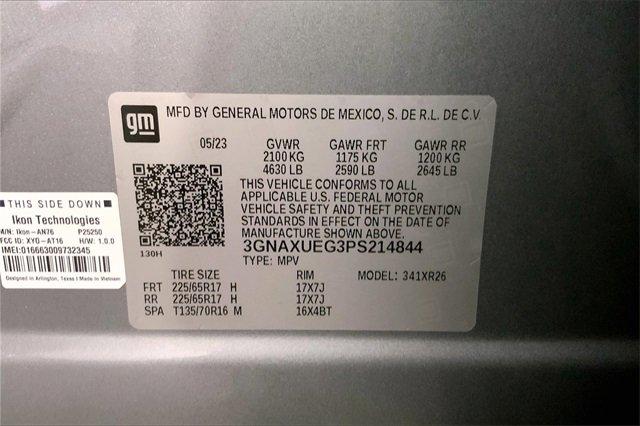 gm
MFD BY GENERAL MOTORS DE MEXICO, S. DE R.L. DE C.V.
05/23 GVWR GAWR FRT GAWR RR
2100 KG 1175 KG 1200 KG
4630 LB 2590 LB 2645 LB
THIS VEHICLE CONFORMS TO ALL
APPLICABLE U.S. FEDERAL MOTOR
VEHICLE SAFETY AND THEFT PREVENTION
STANDARDS IN EFFECT ON THE DATE OF
MANUFACTURE SHOWN ABOVE.
3GNAXUEG3PS214844
130H
TYPE: MPV
TIRE SIZE RIM MODEL: 341XR26
FRT 225/65R17 H 17X7J
RR 225/65R17 H 17X7J
SPA T135/70R16 M 16X4BT
THIS SIDE DOWN
Ikon Technologies
M/N: Ikon-AN76 P25250
FCC ID: XYO-AT16 H/W: 1.0.0
IMEI:016663009732345
Designed in Arlington, Texas | Made in Vietnam